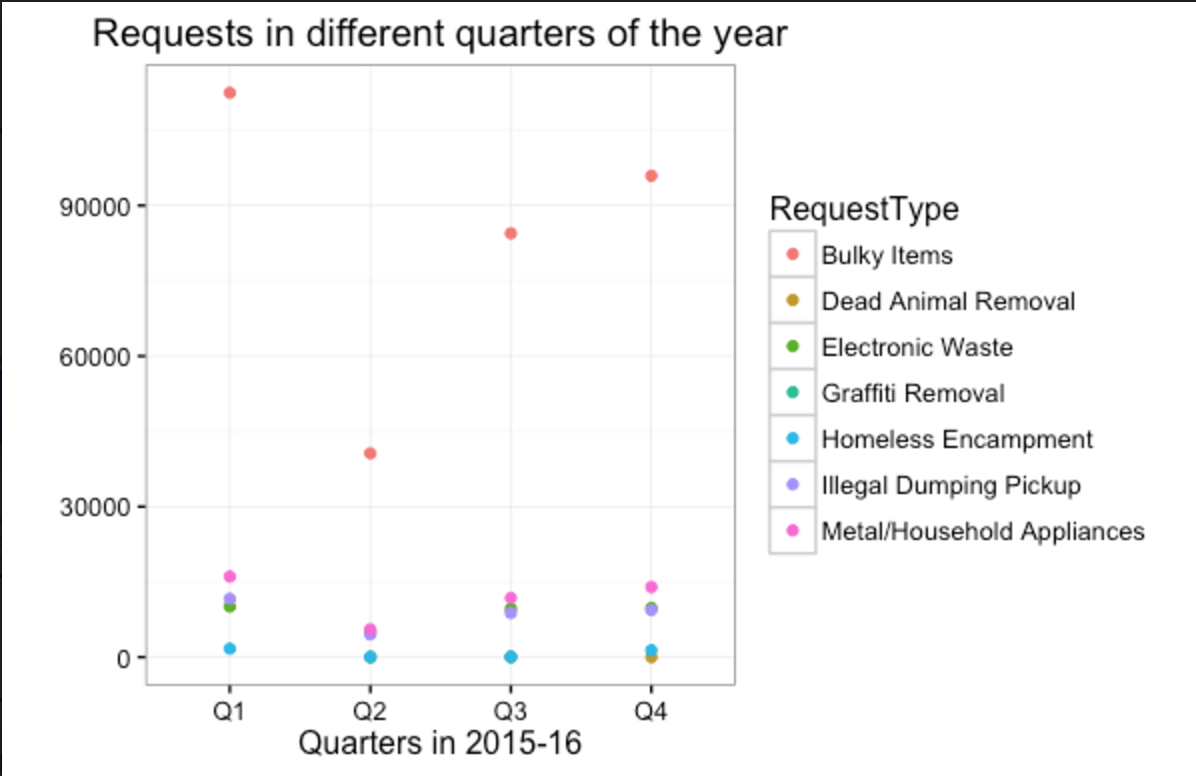 Requests in different quarters of the year
90000
60000
30000
0
Q1 Q2 Q3 Q4
Quarters in 2015-16
RequestType
Bulky Items
Dead Animal Removal
Electronic Waste
Graffiti Removal
Homeless Encampment
Illegal Dumping Pickup
Metal/Household Appliances